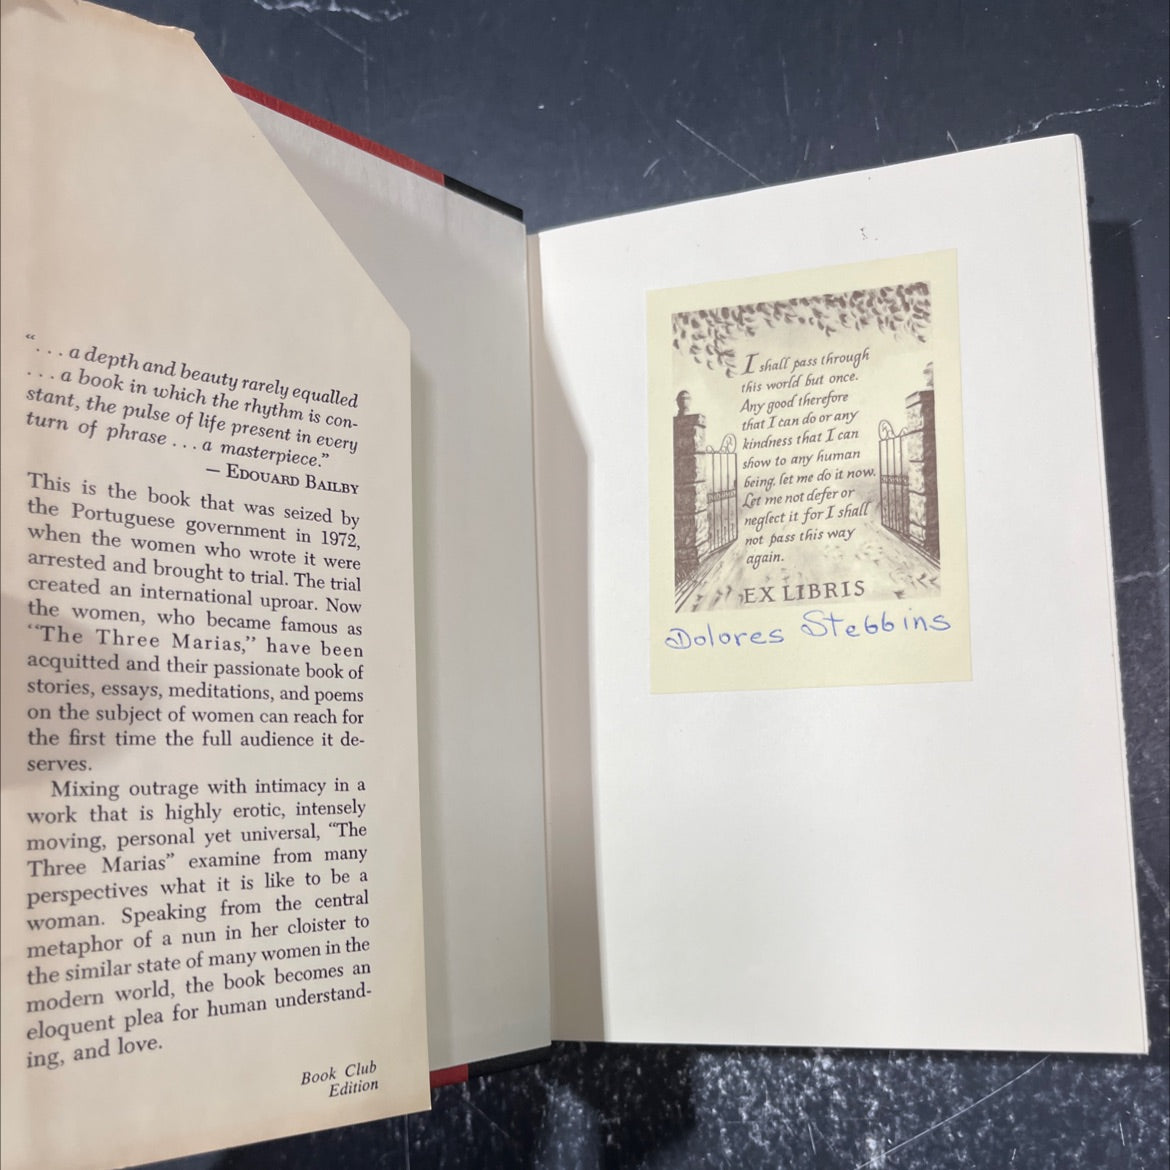 “
. . . a depth and beauty rarely equalled
. . . a book in which the rhythm is con-
stant, the pulse of life present in every
turn of phrase . . . a masterpiece.”
— EDOUARD BAILBY
This is the book that was seized by
the Portuguese government in 1972,
when the women who wrote it were
arrested and brought to trial. The trial
created an international uproar. Now
the women, who became famous as
“The Three Marias,” have been
acquitted and their passionate book of
stories, essays, meditations, and poems
on the subject of women can reach for
the first time the full audience it de-
serves.
Mixing outrage with intimacy in a
work that is highly erotic, intensely
moving, personal yet universal, “The
Three Marias” examine from many
perspectives what it is like to be a
woman. Speaking from the central
metaphor of a nun in her cloister to
the similar state of many women in the
modern world, the book becomes an
eloquent plea for human understand-
ing, and love.
Book Club
Edition
I shall pass through
this world but once.
Any good therefore
that I can do or any
kindness that I can
show to any human
being, let me do it now.
Let me not defer or
neglect it for I shall
not pass this way
again.
EX LIBRIS
Dolores Stebbins